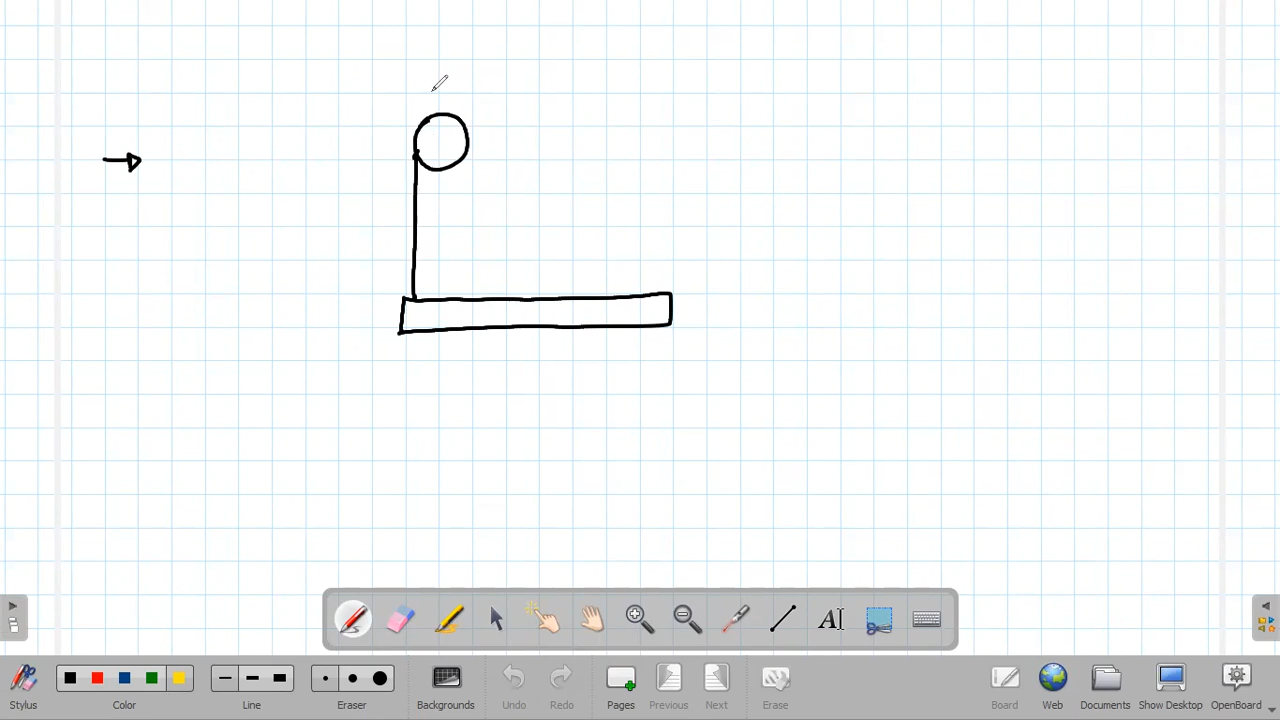 Stylus
Color
Line
Eraser
Backgrounds
Undo
Redo
Pages
Previous
Next
Erase
Board
Web
Documents
Show Desktop
OpenBoard